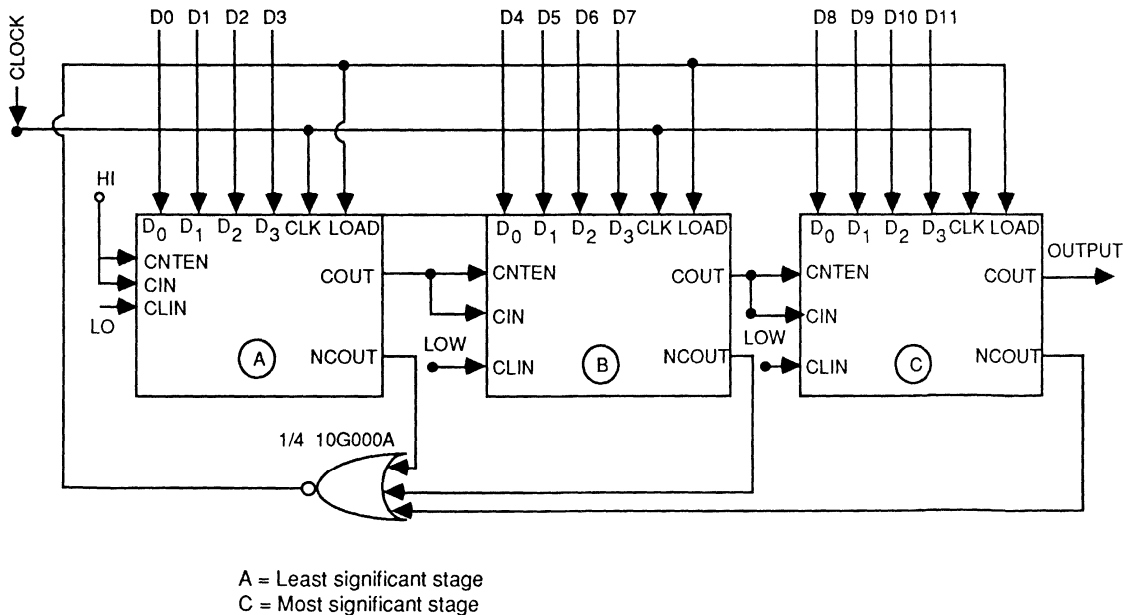 D0 D1 D2 D3 D4 D5 D6 D7 D8 D9 D10 D11
CLOCK
HI
D0 D1 D2 D3 CLK LOAD
CNTEN
CIN
CLIN
LO
COUT
NCOUT
A
D0 D1 D2 D3 CLK LOAD
CNTEN
CIN
LOW
CLIN
COUT
NCOUT
B
D0 D1 D2 D3 CLK LOAD
CNTEN
CIN
LOW
CLIN
COUT
OUTPUT
NCOUT
C
1/4 10G000A
A = Least significant stage
C = Most significant stage